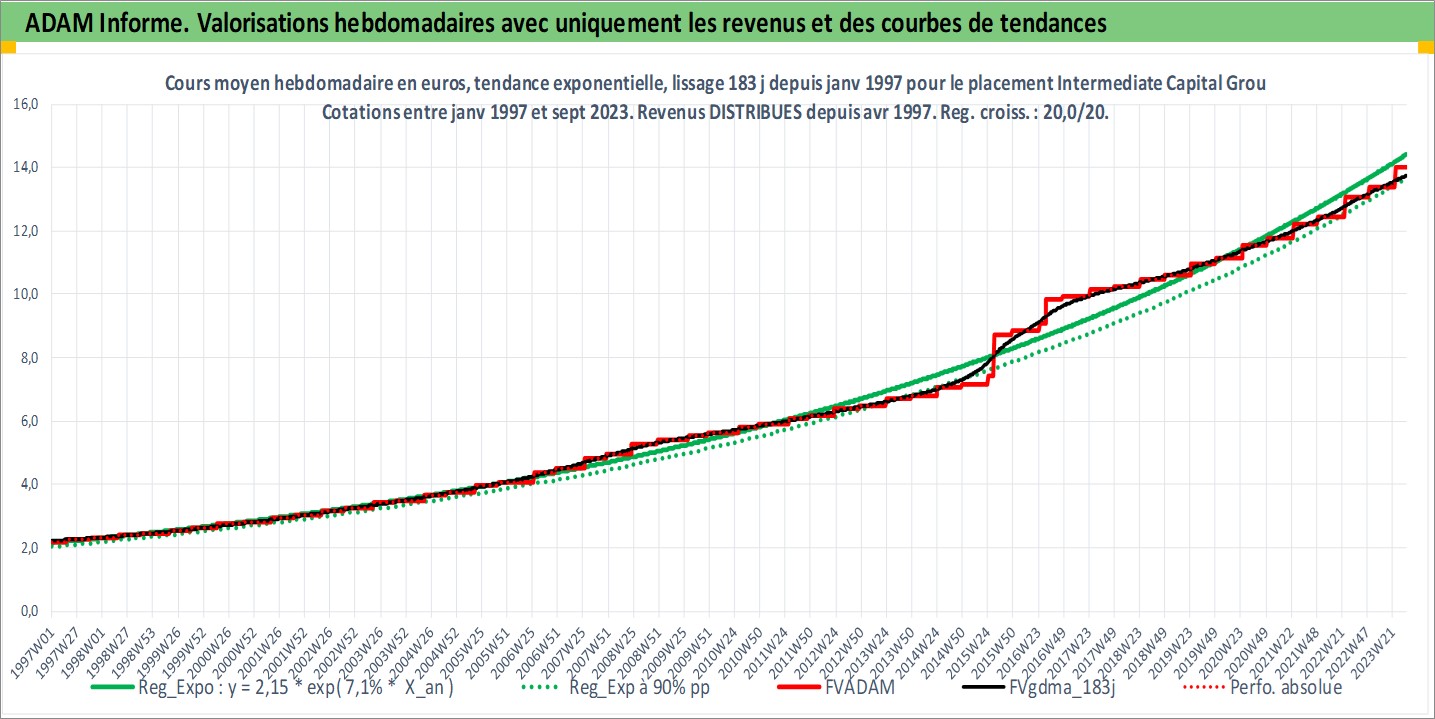 ADAM Informe. Valorisations hebdomadaires avec uniquement les revenus et des courbes de tendances
Cours moyen hebdomadaire en euros, tendance exponentielle, lissage 183 j depuis janv 1997 pour le placement Intermediate Capital Grou
Cotations entre janv 1997 et sept 2023. Revenus DISTRIBUES depuis avr 1997. Reg. croiss. : 20,0/20.
16,0
14,0
12,0
10,0
8,0
6,0
4,0
2,0
0,0
1997W01
1997W27
1998W01
1998W27
1998W53
1999W26
1999W52
2000W26
2000W52
2001W26
2001W52
2002W26
2002W52
2003W26
2003W52
2004W26
2004W52
2005W25
2005W51
2006W25
2006W51
2007W25
2007W51
2008W25
2008W51
2009W25
2009W51
2010W24
2010W50
2011W24
2011W50
2012W24
2012W50
2013W24
2013W50
2014W24
2014W50
2015W24
2015W50
2016W23
2016W49
2017W23
2017W49
2018W23
2018W49
2019W23
2019W49
2020W23
2020W49
2021W22
2021W48
2022W21
2022W47
2023W21
Reg_Expo : y = 2,15 * exp( 7,1% * X_an )
Reg_Exp à 90% pp
FVADAM
FVgdma_183j
Perfo. absolue